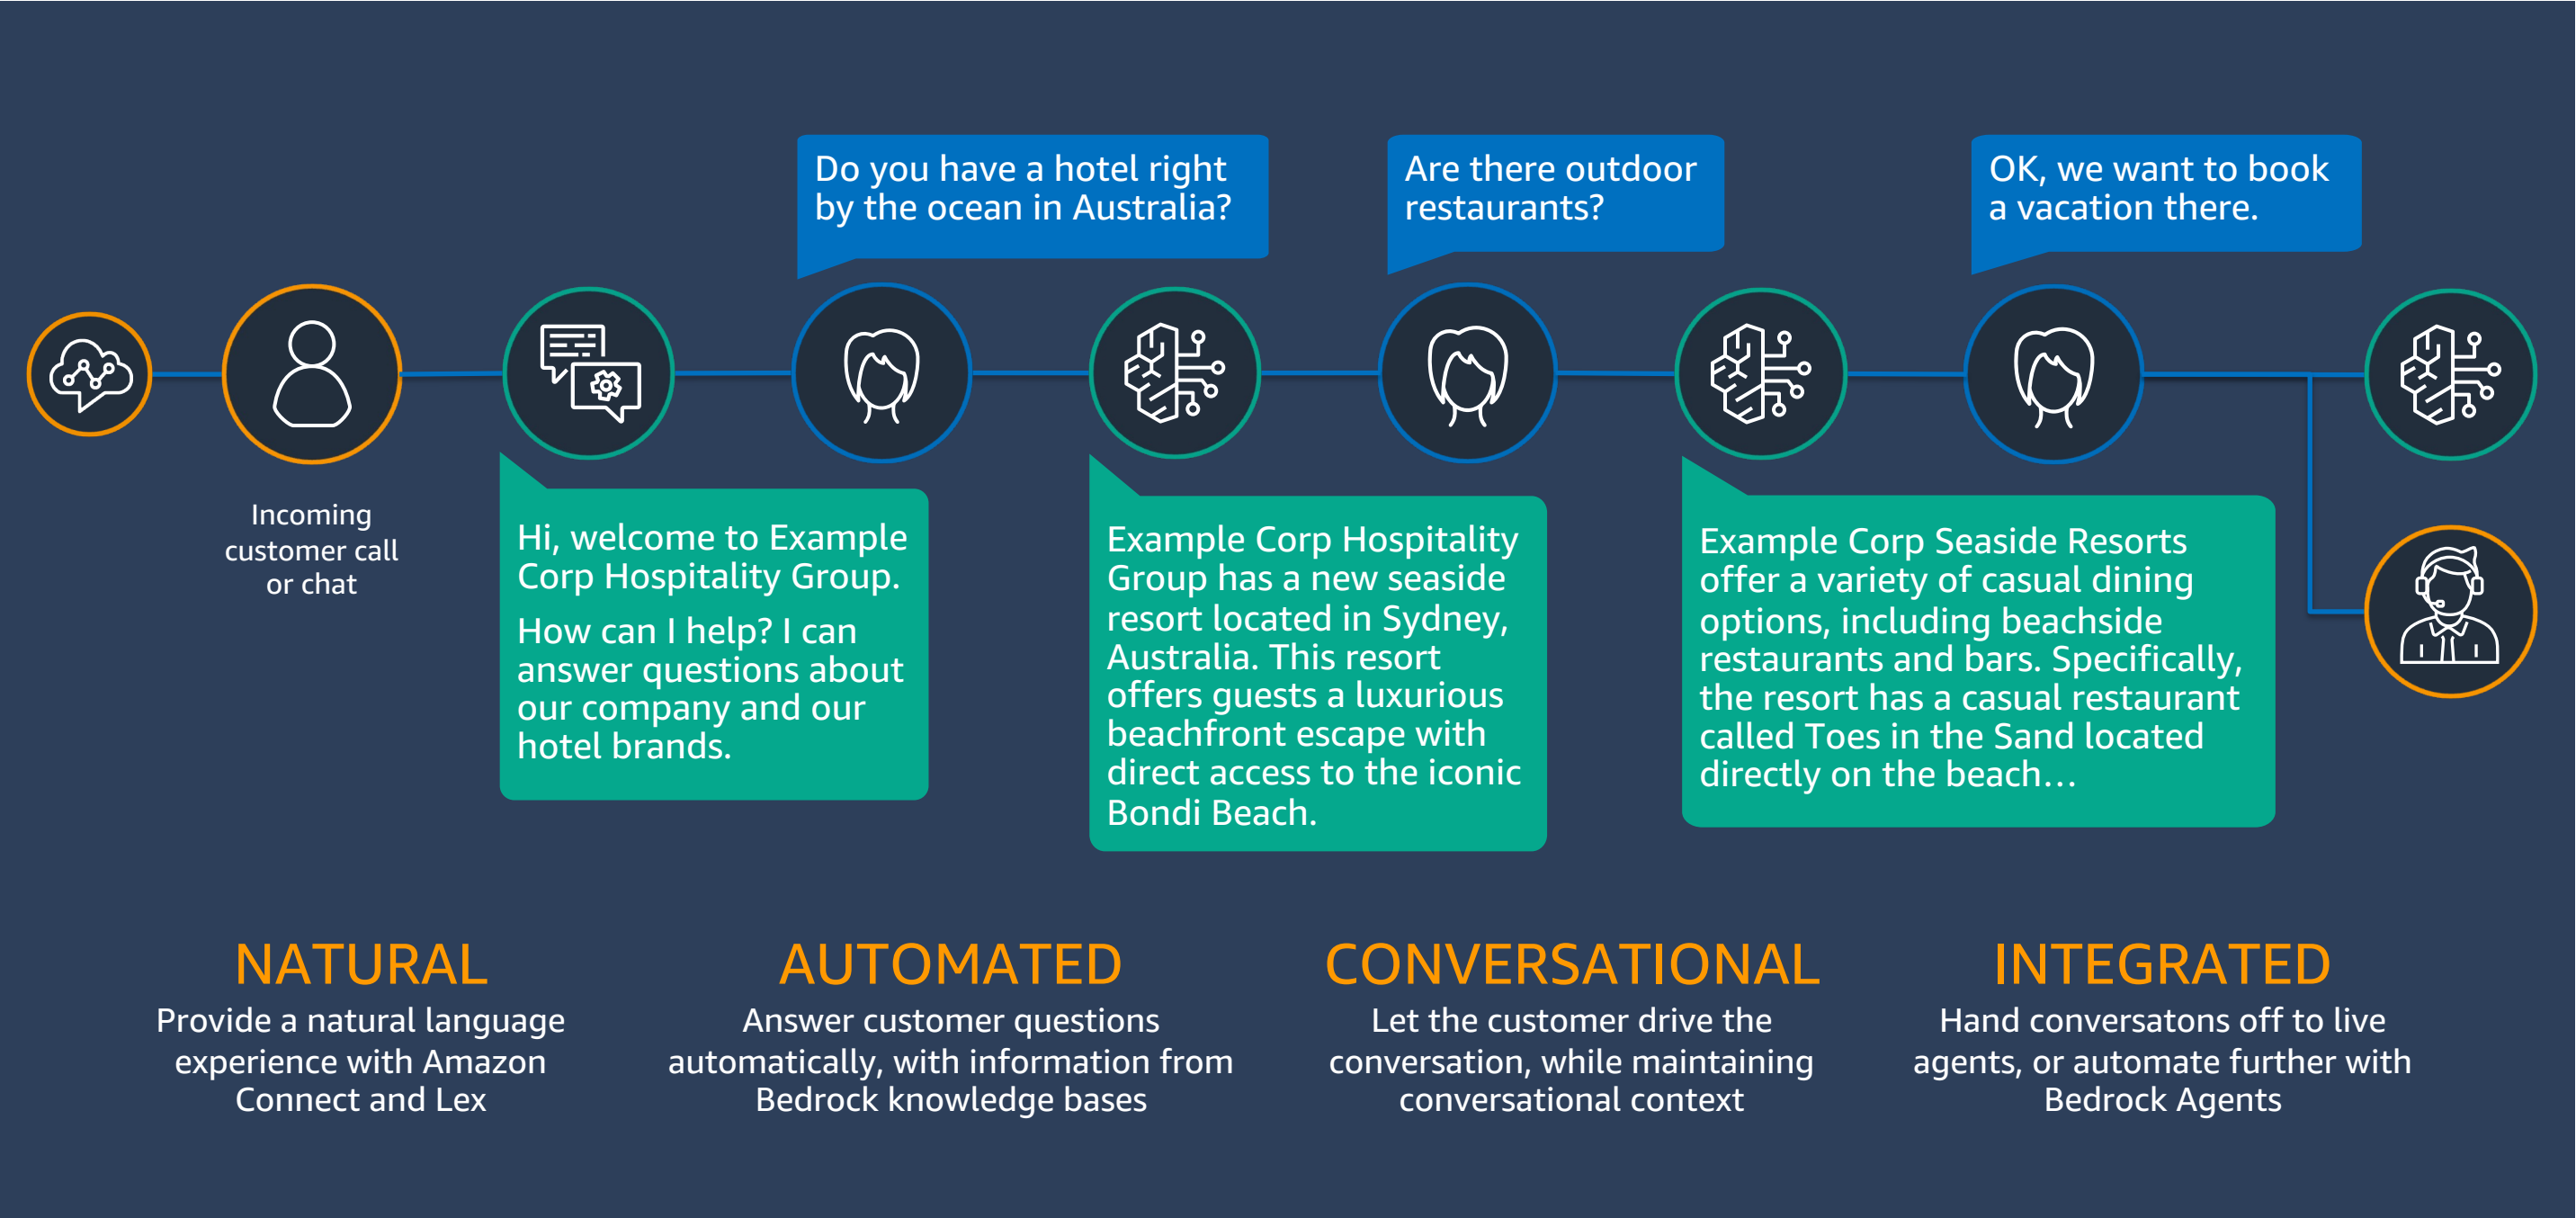 Do you have a hotel right
by the ocean in Australia?
Are there outdoor
restaurants?
OK, we want to book
a vacation there.
Incoming
customer call
or chat
Hi, welcome to Example
Corp Hospitality Group.
How can I help? I can
answer questions about
our company and our
hotel brands.
Example Corp Hospitality
Group has a new seaside
resort located in Sydney,
Australia. This resort
offers guests a luxurious
beachfront escape with
direct access to the iconic
Bondi Beach.
Example Corp Seaside Resorts
offer a variety of casual dining
options, including beachside
restaurants and bars. Specifically,
the resort has a casual restaurant
called Toes in the Sand located
directly on the beach...
NATURAL
Provide a natural language
experience with Amazon
Connect and Lex
AUTOMATED
Answer customer questions
automatically, with information from
Bedrock knowledge bases
CONVERSATIONAL
Let the customer drive the
conversation, while maintaining
conversational context
INTEGRATED
Hand conversatons off to live
agents, or automate further with
Bedrock Agents